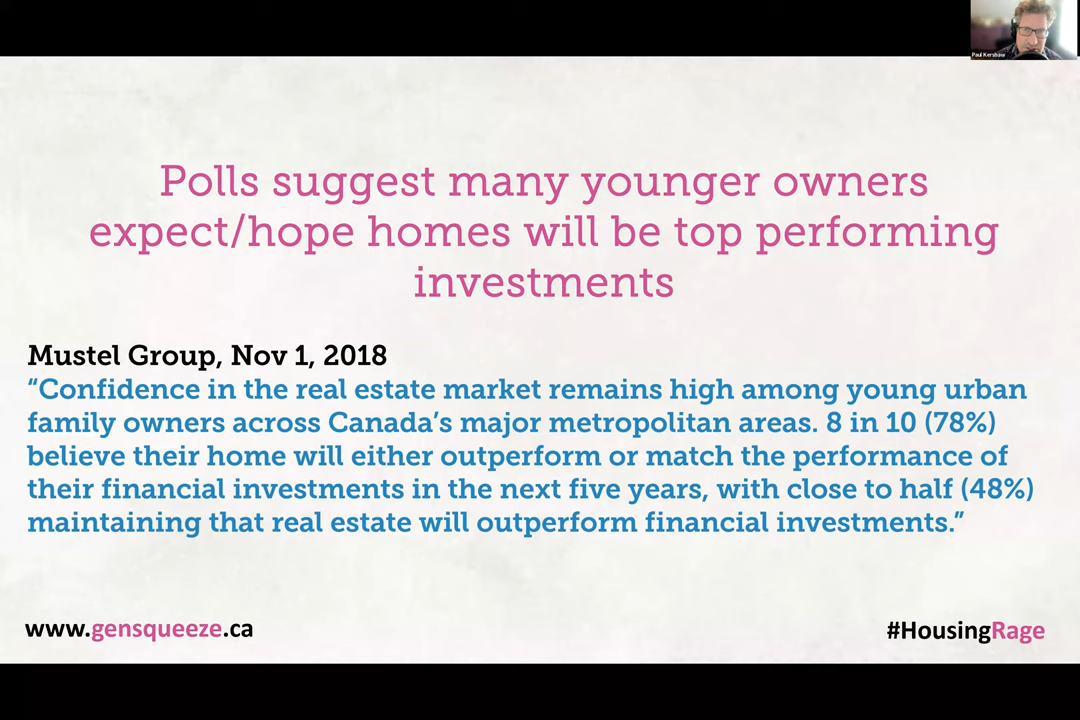 Paul Kershaw
Polls suggest many younger owners
expect/hope homes will be top performing
investments
Mustel Group, Nov 1, 2018
“Confidence in the real estate market remains high among young urban
family owners across Canada’s major metropolitan areas. 8 in 10 (78%)
believe their home will either outperform or match the performance of
their financial investments in the next five years, with close to half (48%)
maintaining that real estate will outperform financial investments.”
www.gensqueeze.ca
#HousingRage